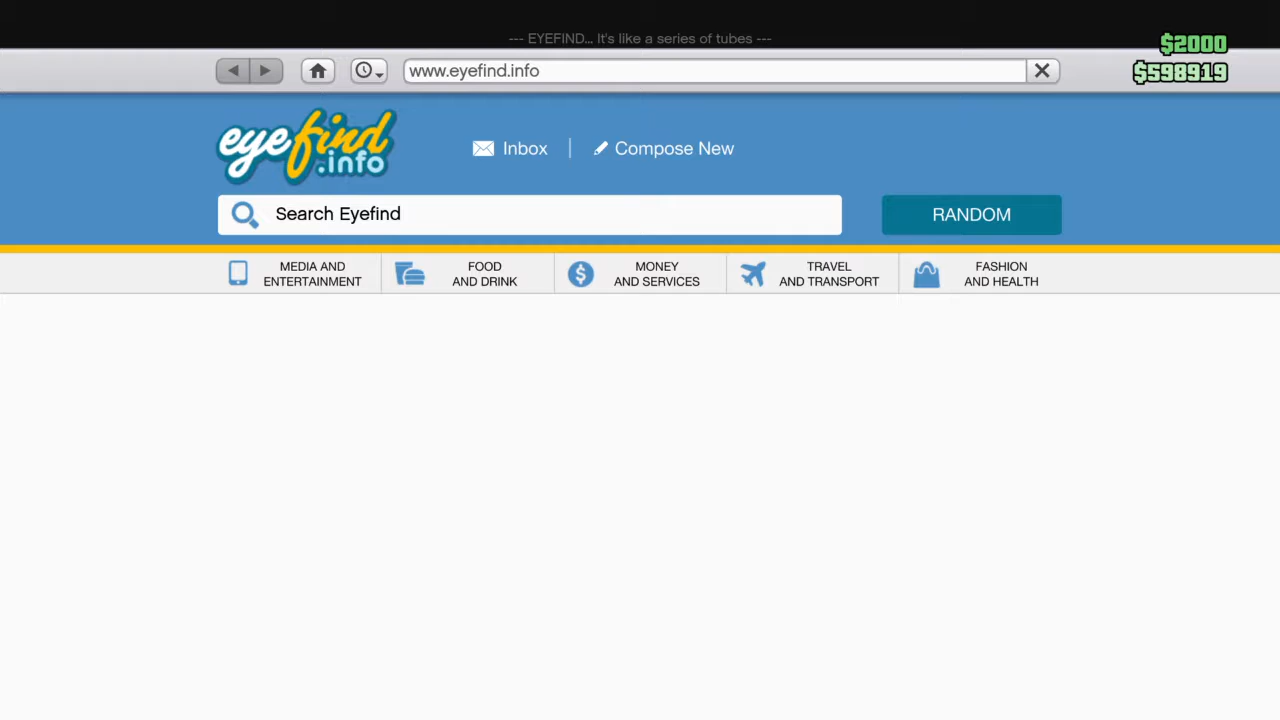 --- EYEFIND... It's like a series of tubes ---
$2000
$598919
www.eyefind.info
eyefind
.info
Inbox
Compose New
Search Eyefind
RANDOM
MEDIA AND
ENTERTAINMENT
FOOD
AND DRINK
MONEY
AND SERVICES
TRAVEL
AND TRANSPORT
FASHION
AND HEALTH